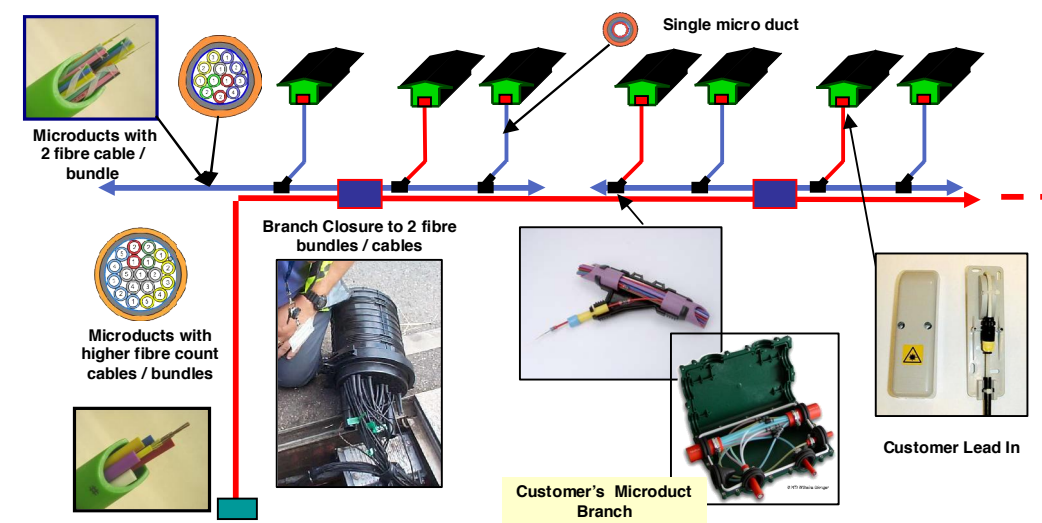 Single micro duct
Microducts with
2 fibre cable /
bundle
Branch Closure to 2 fibre
bundles / cables
Microducts with
higher fibre count
cables / bundles
Customer Lead In
Customer's Microduct
Branch